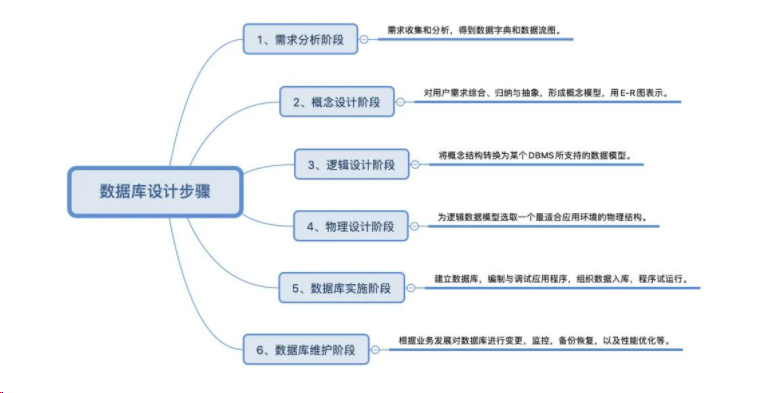 数据库设计步骤
1、需求分析阶段
需求收集和分析，得到数据字典和数据流图。
2、概念设计阶段
对用户需求综合、归纳与抽象，形成概念模型，用E-R图表示。
3、逻辑设计阶段
将概念结构转换为某个DBMS所支持的数据模型。
4、物理设计阶段
为逻辑数据模型选取一个最适合应用环境的物理结构。
5、数据库实施阶段
建立数据库，编制与调试应用程序，组织数据入库，程序试运行。
6、数据库维护阶段
根据业务发展对数据库进行变更，监控，备份恢复，以及性能优化等。